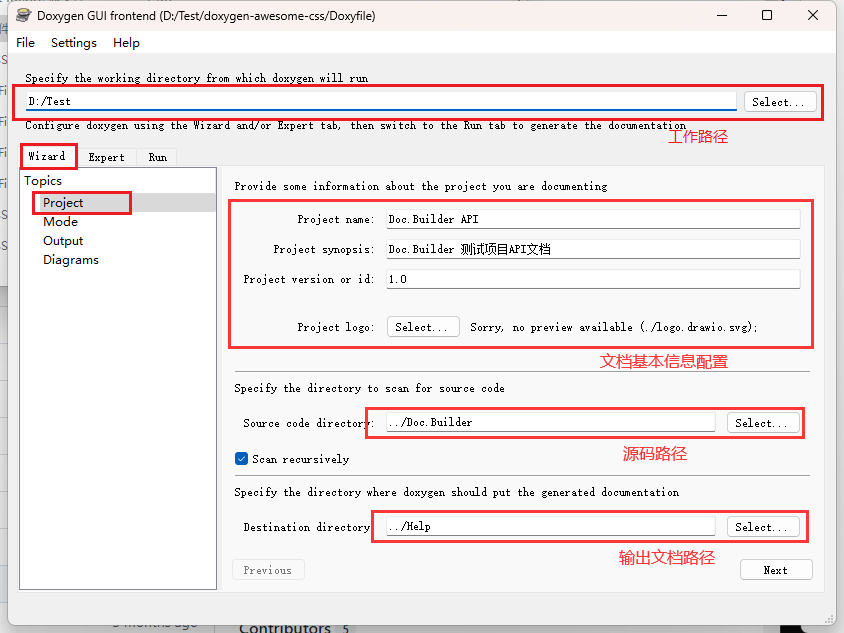 Doxygen GUI frontend (D:/Test/doxygen-awesome-css/Doxyfile)
File Settings Help
Specify the working directory from which doxygen will run
D:/Test
Select...
Configure doxygen using the Wizard and/or Expert tab, then switch to the Run tab to generate the documentation
工作路径
Wizard Expert Run
Topics
Project
Mode
Output
Diagrams
Provide some information about the project you are documenting
Project name: Doc.Builder API
Project synopsis: Doc.Builder 测试项目API文档
Project version or id: 1.0
Project logo: Select... Sorry, no preview available (./logo.drawio.svg);
文档基本信息配置
Specify the directory to scan for source code
Source code directory: ../Doc.Builder Select...
源码路径
Scan recursively
Specify the directory where doxygen should put the generated documentation
Destination directory ../Help Select...
输出文档路径
Previous Next
Contributors 5